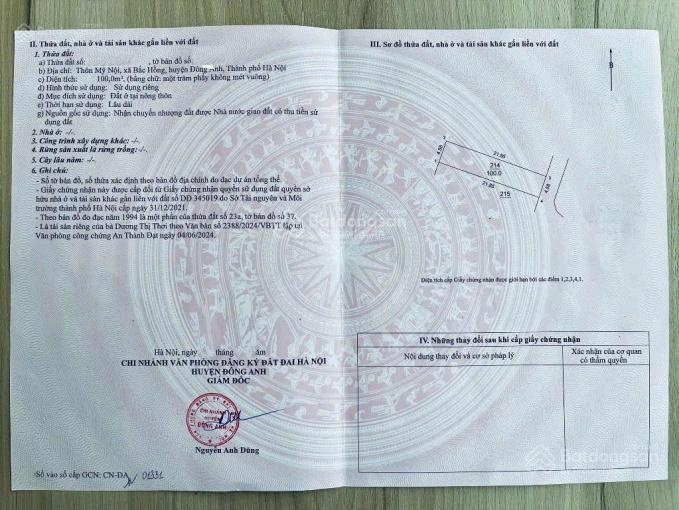 II. Thửa đất, nhà ở và tài sản khác gắn liền với đất
1. Thửa đất:
a) Thửa đất số: , tờ bản đồ số:
b) Địa chỉ: Thôn Mỹ Nội, xã Bắc Hồng, huyện Đông Anh, Thành phố Hà Nội
c) Diện tích: 100,0m², (bằng chữ: một trăm phẩy không mét vuông)
d) Hình thức sử dụng: Sử dụng riêng
đ) Mục đích sử dụng: Đất ở tại nông thôn
e) Thời hạn sử dụng: Lâu dài
g) Nguồn gốc sử dụng: Nhận chuyển nhượng đất được Nhà nước giao đất có thu tiền sử
dụng đất
2. Nhà ở: -/-
3. Công trình xây dựng khác: -/-
4. Rừng sản xuất là rừng trồng: -/-
5. Cây lâu năm: -/-
6. Ghi chú:
- Số tờ bản đồ, số thửa xác định theo bản đồ địa chính đo đạc dự án tổng thể.
- Giấy chứng nhận này được cấp đổi từ Giấy chứng nhận quyền sử dụng đất quyền sở
hữu nhà ở và tài sản khác gắn liền với đất số DD 345019 do Sở Tài nguyên và Môi
trường thành phố Hà Nội cấp ngày 31/12/2021.
- Theo bản đồ đo đạc năm 1994 là một phần của thửa đất số 23a, tờ bản đồ số 37.
- Là tài sản riêng của bà Dương Thị Thời theo Văn bản số 2388/2024/VBTT lập tại
Văn phòng công chứng An Thành Đạt ngày 04/06/2024.
Hà Nội, ngày tháng năm
CHI NHÁNH VĂN PHÒNG ĐĂNG KÝ ĐẤT ĐAI HÀ NỘI
HUYỆN ĐÔNG ANH
GIÁM ĐỐC
CHI NHÁNH
HUYỆN
ĐÔNG ANH
Nguyễn Anh Dũng
Số vào sổ cấp GCN: CN-ĐA 01331
III. Sơ đồ thửa đất, nhà ở và tài sản khác gắn liền với đất
B
21.85
4.58
214
100.0
21.85
4.58
215
Diện tích cấp Giấy chứng nhận được giới hạn bởi các điểm 1,2,3,4,1.
IV. Những thay đổi sau khi cấp giấy chứng nhận
Nội dung thay đổi và cơ sở pháp lý
Xác nhận của cơ quan
có thẩm quyền
Batdongsan